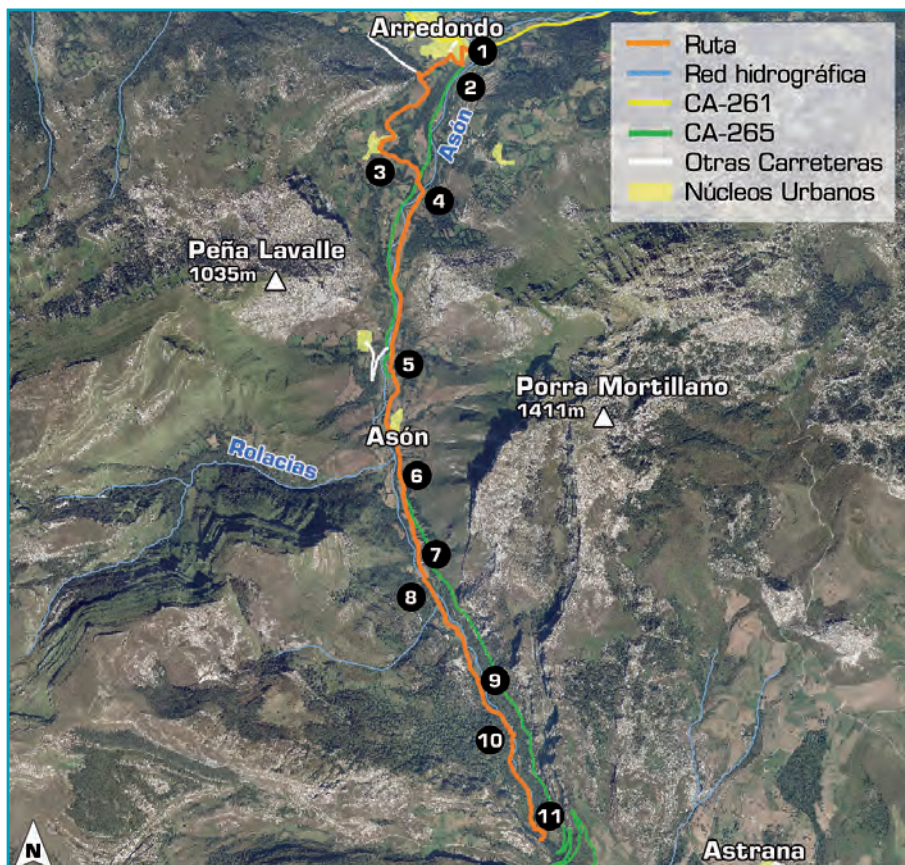 Arredondo
1
2
Asón
3
4
Peña Lavalle
1035m
5
Porra Mortillano
1411m
Asón
Rolacias
6
7
8
9
10
11
N
Astrana
Ruta
Red hidrográfica
CA-261
CA-265
Otras Carreteras
Núcleos Urbanos